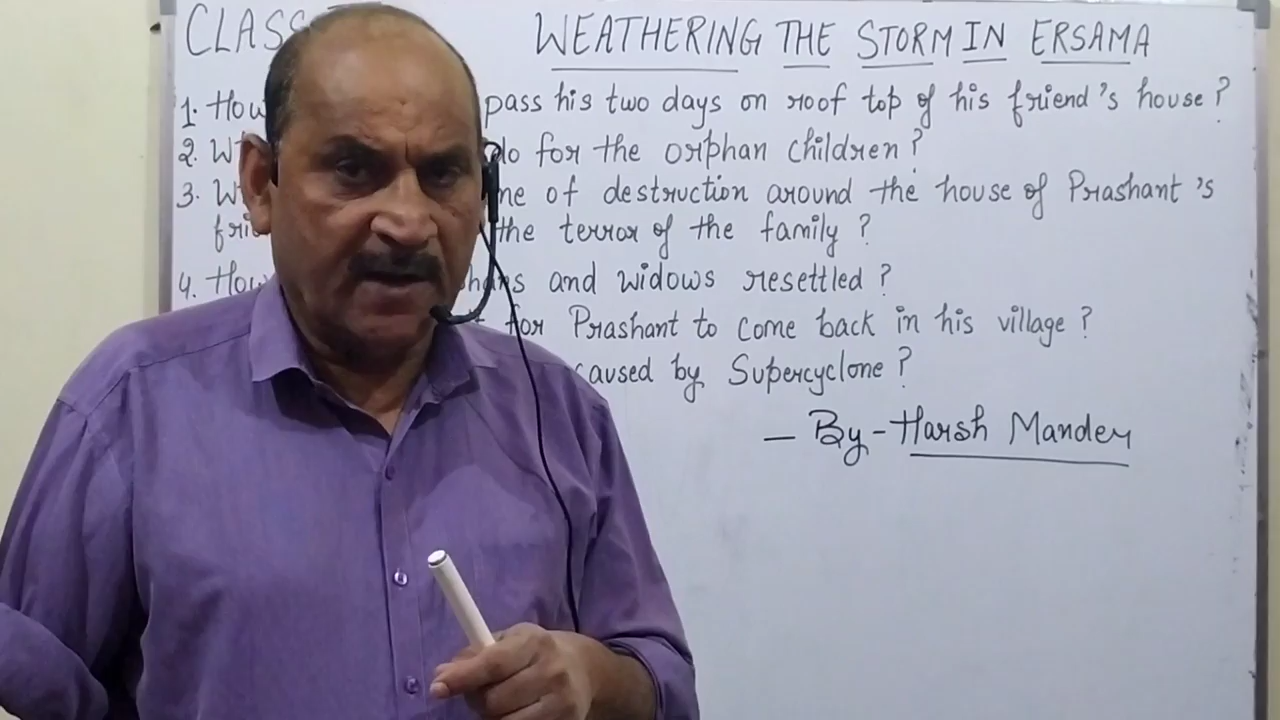 CLASS WEATHERING THE STORM IN ERSAMA
1. How pass his two days on roof top of his friend's house?
2. W do for the orphan children?
3. W me of destruction around the house of Prashant's
fri the terror of the family?
4. How hans and widows resettled?
for Prashant to come back in his village?
caused by Supercyclone?
— By - Harsh Mander